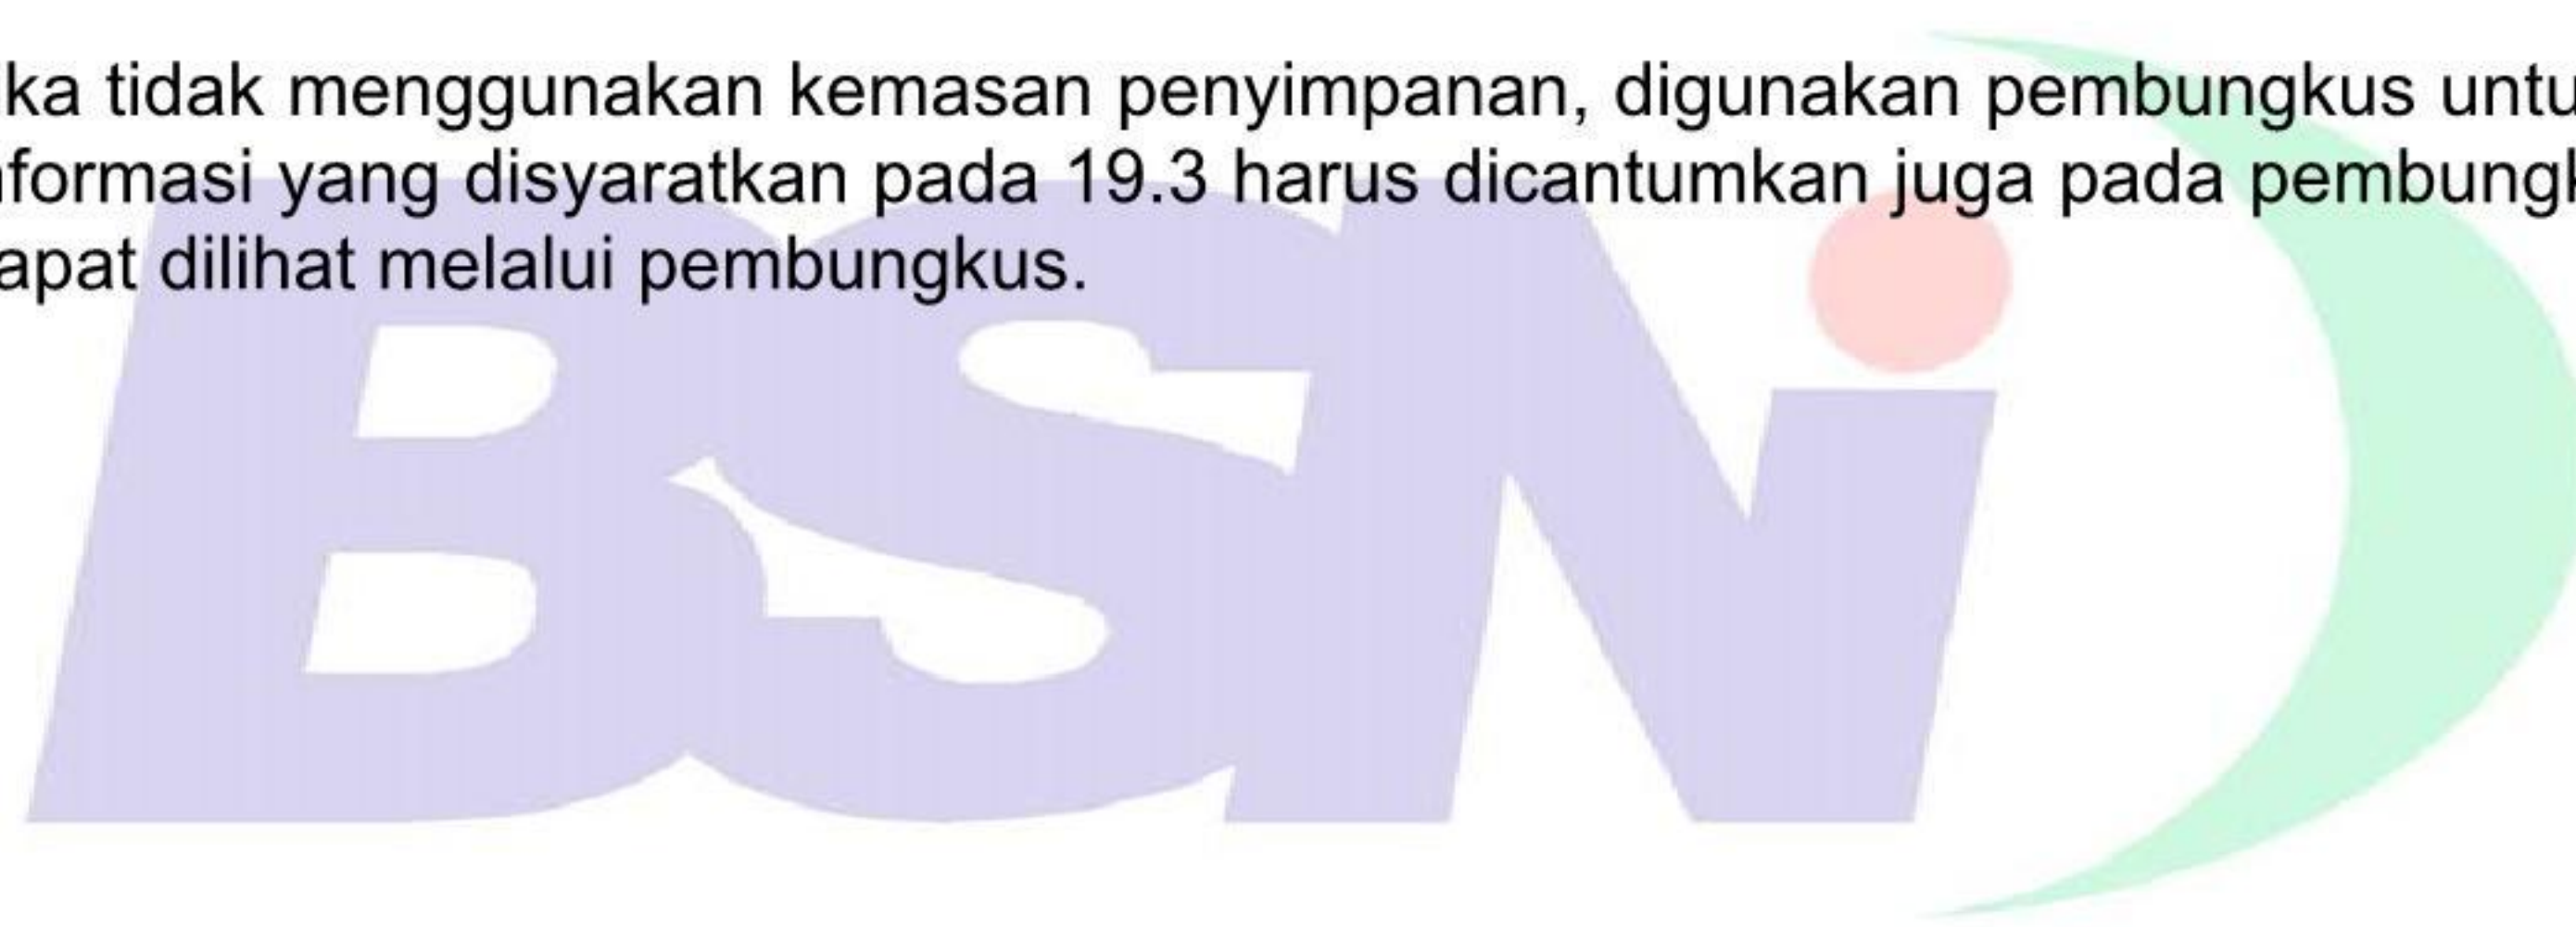 ka tidak menggunakan kemasan penyimpanan, digunakan pembungkus untu
nformasi yang disyaratkan pada 19.3 harus dicantumkan juga pada pembungk
apat dilihat melalui pembungkus.
BSNi